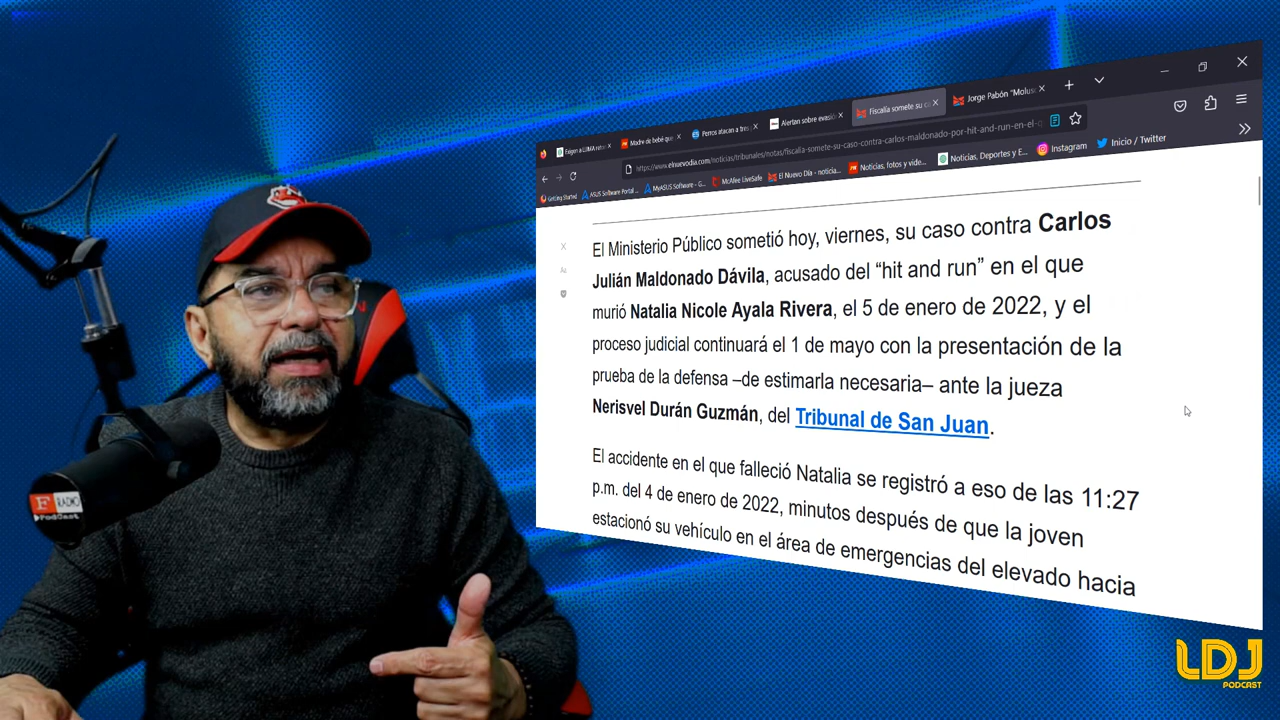 Exigen a LUMA
Madre de bebé que
Perros atacan a tres
Alertan sobre evasió
Fiscalía somete su c
Jorge Pabón "Molus
https://www.elnuevodia.com/noticias/tribunales/notas/fiscalia-somete-su-caso-contra-carlos-maldonado-por-hit-and-run-en-el-q
Getting Started
ASUS Software Portal ...
MyASUS Software - G...
McAfee LiveSafe
El Nuevo Día - noticia...
Noticias, fotos y vide...
Noticias, Deportes y E...
Instagram
Inicio / Twitter
El Ministerio Público sometió hoy, viernes, su caso contra Carlos
Julián Maldonado Dávila, acusado del “hit and run” en el que
murió Natalia Nicole Ayala Rivera, el 5 de enero de 2022, y el
proceso judicial continuará el 1 de mayo con la presentación de la
prueba de la defensa –de estimarla necesaria– ante la jueza
Nerisvel Durán Guzmán, del Tribunal de San Juan.
El accidente en el que falleció Natalia se registró a eso de las 11:27
p.m. del 4 de enero de 2022, minutos después de que la joven
estacionó su vehículo en el área de emergencias del elevado hacia
F RADIO
PodCast
LDJ
PODCAST